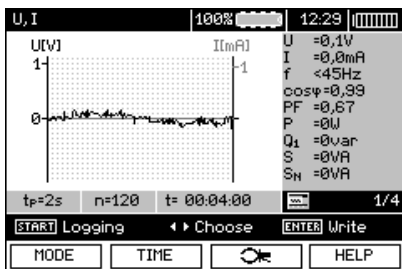 U,I 100% 12:29
U[V] I[mA]
1 1
0
U =0,1V
I =0,0mA
f <45Hz
cosφ=0,99
PF =0,67
P =0W
Q₁ =0var
S =0VA
Sɴ =0VA
tₚ=2s n=120 t= 00:04:00 1/4
START Logging ◂ ▸ Choose ENTER Write
MODE TIME HELP